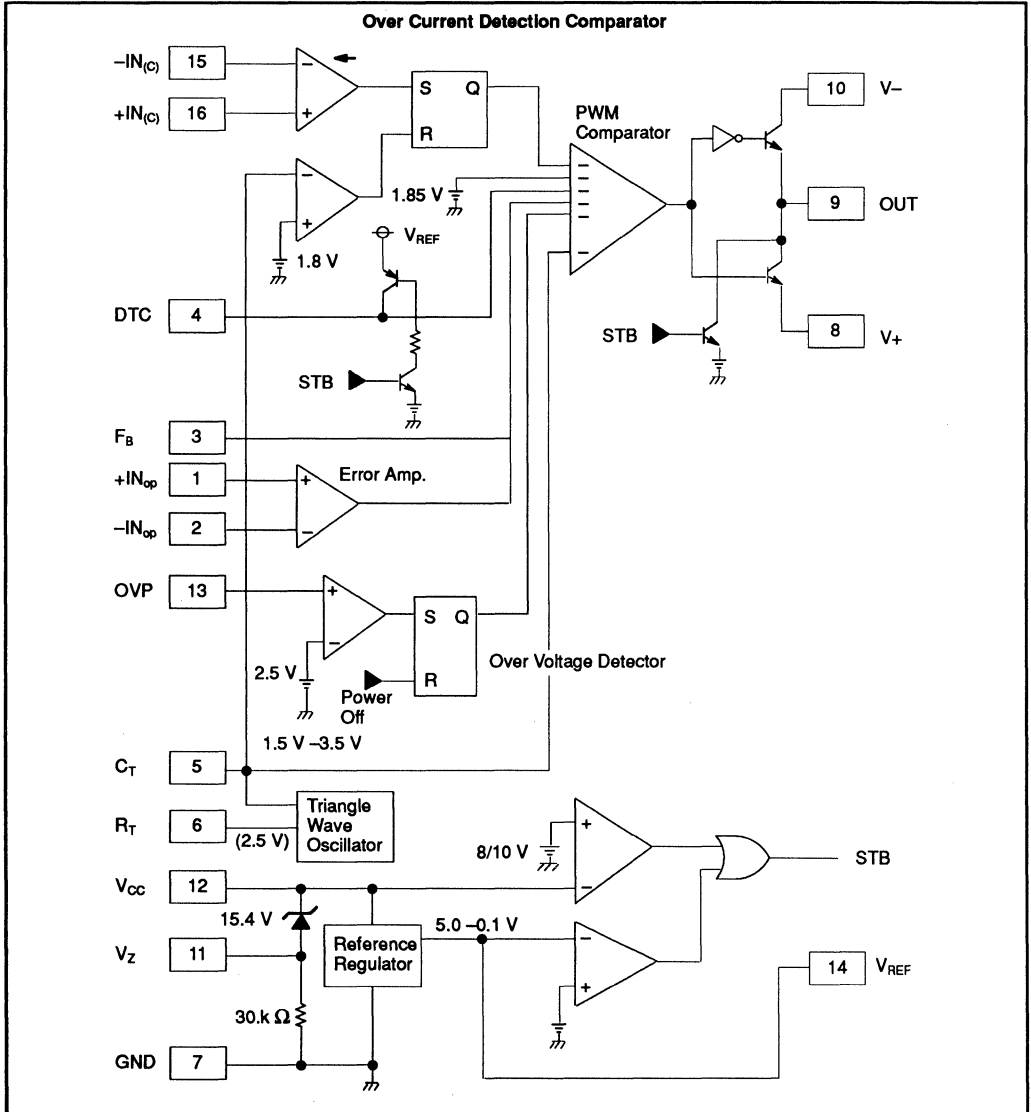 Over Current Detection Comparator
–IN(C) 15
–
+IN(C) 16
+
S Q
R
10 V–
PWM
Comparator
–
+
1.8 V
1.85 V
–
–
–
–
–
–
9 OUT
VREF
DTC 4
STB
STB
8 V+
FB 3
+INop 1
+
Error Amp.
–INop 2
–
OVP 13
+
–
2.5 V
S Q
R
Over Voltage Detector
Power
Off
1.5 V –3.5 V
CT 5
RT 6
(2.5 V)
Triangle
Wave
Oscillator
+
–
8/10 V
STB
VCC 12
15.4 V
5.0 –0.1 V
VZ 11
Reference
Regulator
–
+
14 VREF
30.k Ω
GND 7